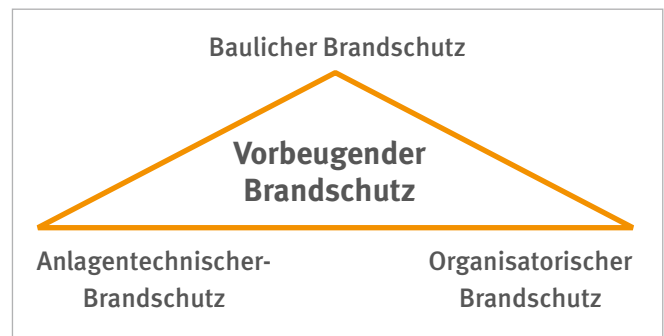 Baulicher Brandschutz
Vorbeugender
Brandschutz
Anlagentechnischer-
Brandschutz
Organisatorischer
Brandschutz